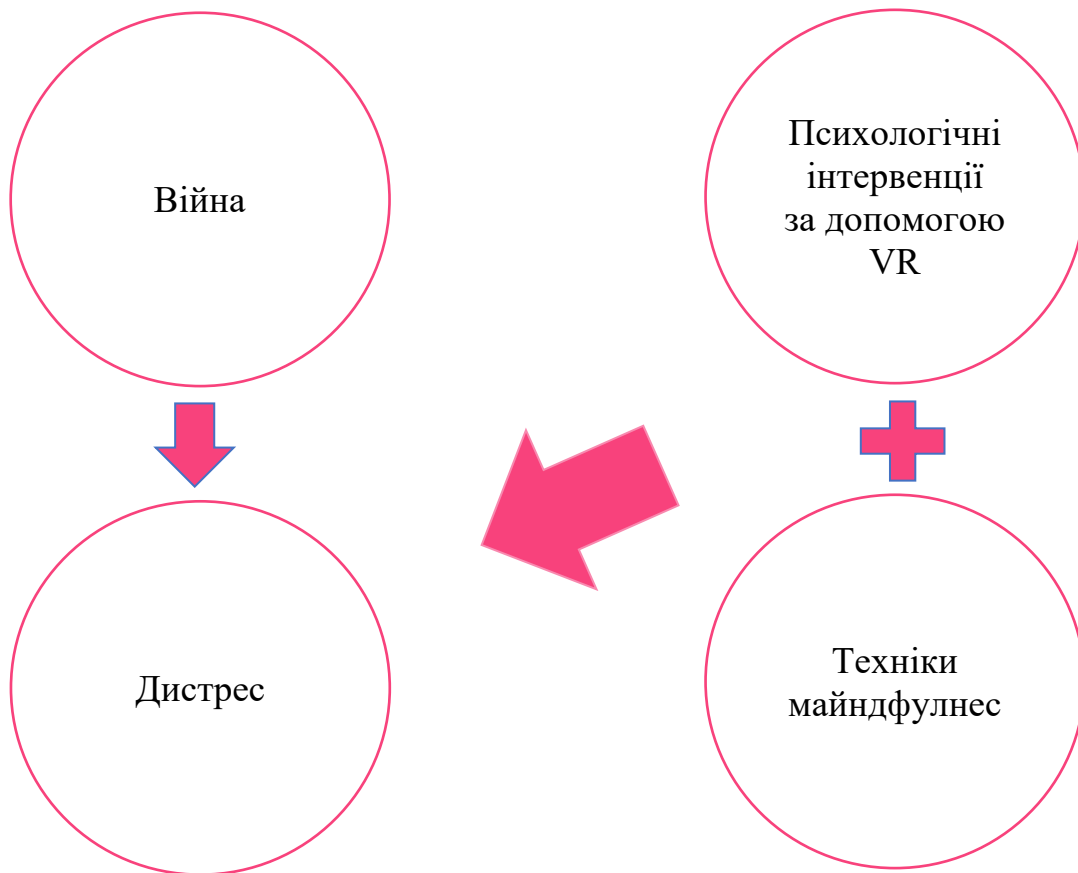 Війна
Психологічні
інтервенції
за допомогою
VR
Дистрес
Техніки
майндфулнес